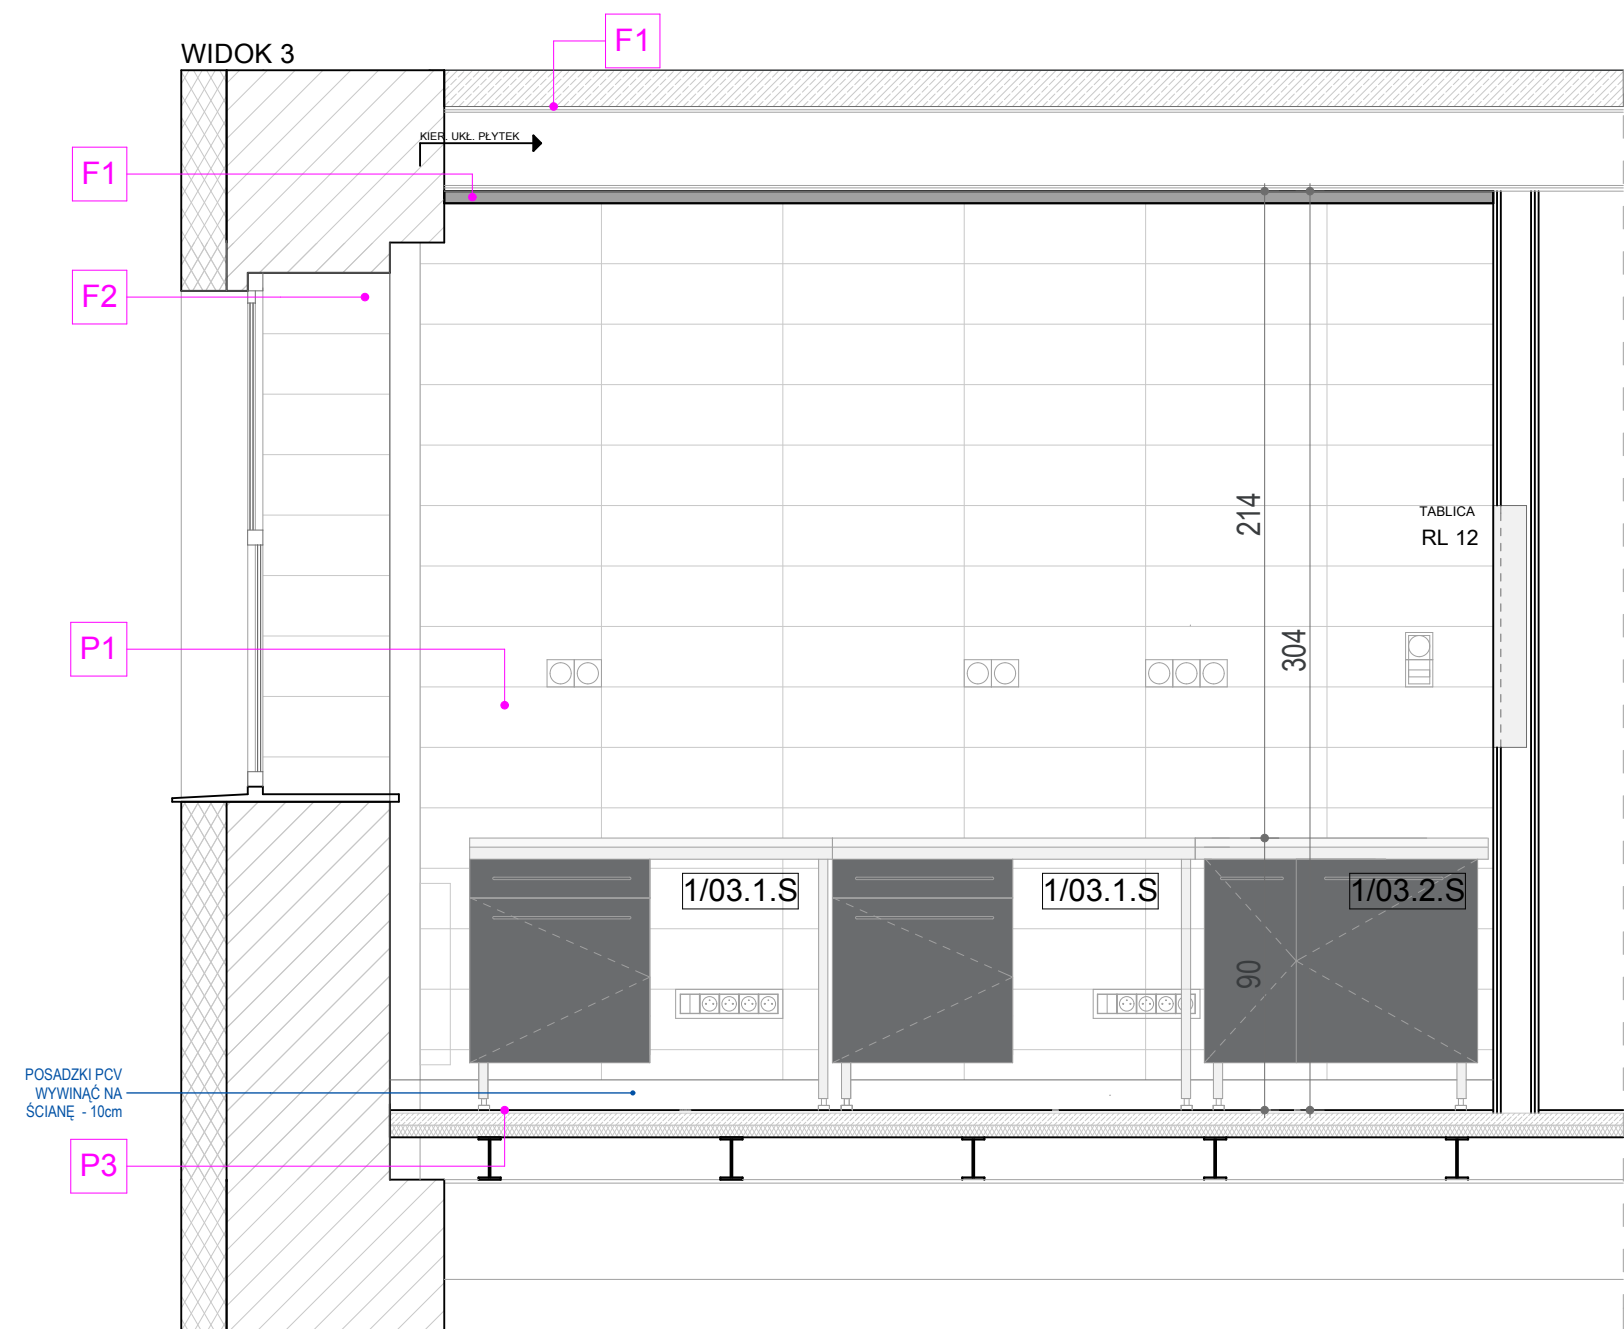 WIDOK 3
F1
KIER. UKŁ. PŁYTEK
F1
F2
214
TABLICA
RL 12
304
P1
1/03.1.S
1/03.1.S
1/03.2.S
90
POSADZKI PCV
WYWINĄĆ NA
ŚCIANĘ - 10cm
P3